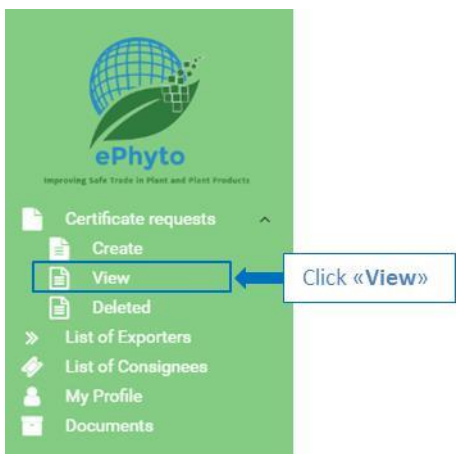 ePhyto
Improving Safe Trade in Plant and Plant Products
Certificate requests
Create
View
Click «View»
Deleted
List of Exporters
List of Consignees
My Profile
Documents